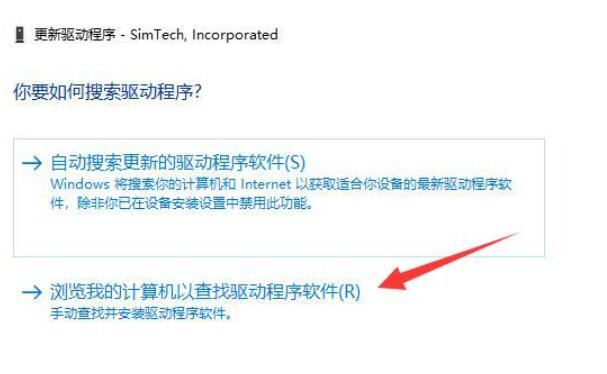 更新驱动程序 - SimTech, Incorporated
你要如何搜索驱动程序?
→ 自动搜索更新的驱动程序软件(S)
Windows 将搜索你的计算机和 Internet 以获取适合你设备的最新驱动程序软
件，除非你已在设备安装设置中禁用此功能。
→ 浏览我的计算机以查找驱动程序软件(R)
手动查找并安装驱动程序软件。